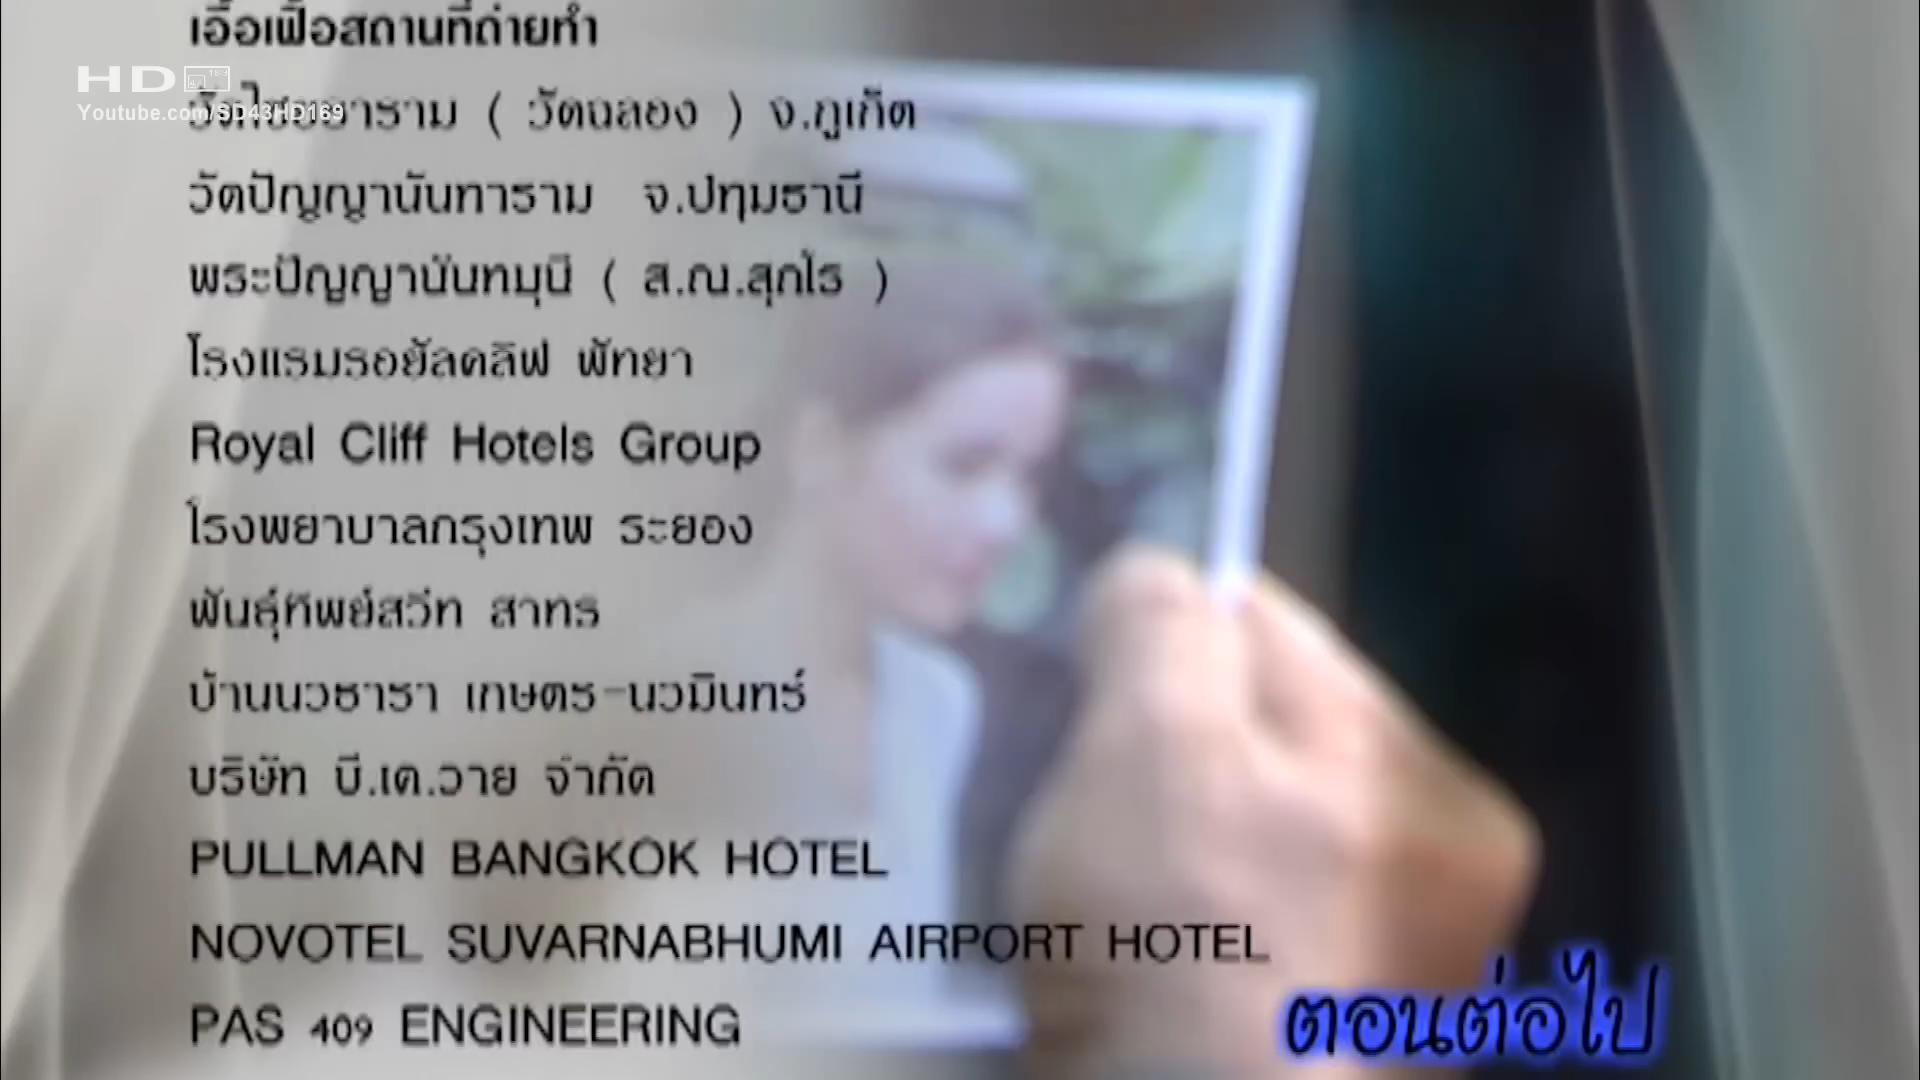 เอื้อเฟื้อสถานที่ถ่ายทำ
HD
Youtube.com/SD43HD169
วัดไชยธาราราม ( วัดฉลอง ) จ.ภูเก็ต
วัดปัญญานันทาราม จ.ปทุมธานี
พระปัญญานันทมุนี ( ส.ณ.สุภโร )
โรงแรมรอยัลคลิฟ พัทยา
Royal Cliff Hotels Group
โรงพยาบาลกรุงเทพ ระยอง
พันธุ์ทิพย์สวีท สาทร
บ้านนวธารา เกษตร-นวมินทร์
บริษัท บี.เค.วาย จำกัด
PULLMAN BANGKOK HOTEL
NOVOTEL SUVARNABHUMI AIRPORT HOTEL
PAS 409 ENGINEERING
ตอนต่อไป